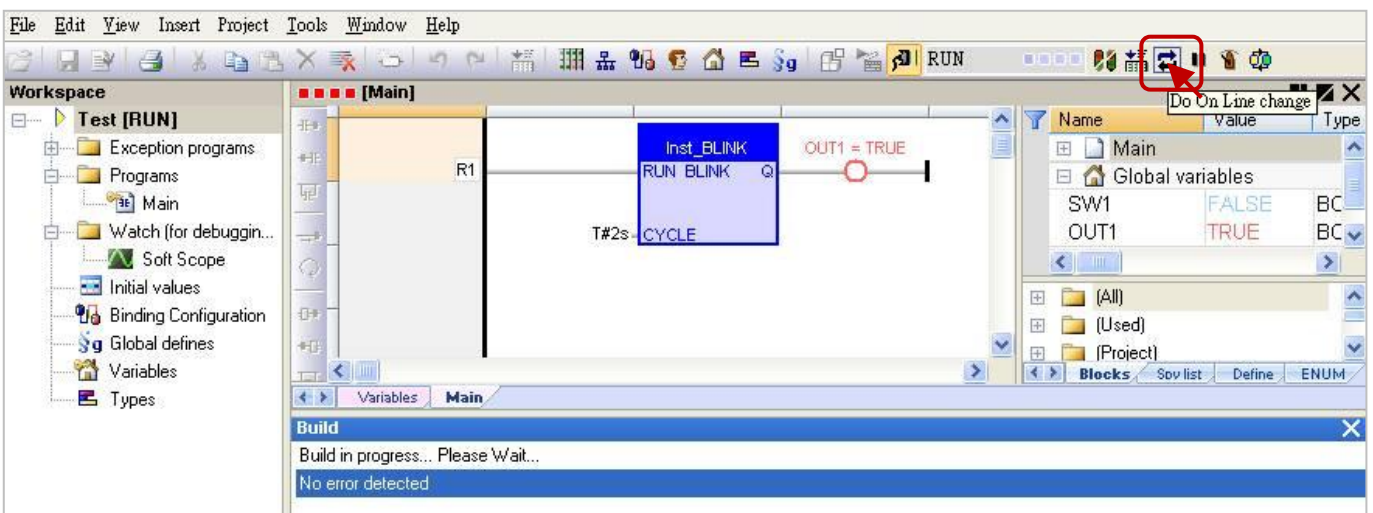 File Edit View Insert Project Tools Window Help
RUN
Do On Line change
Workspace
[Main]
Name Value Type
Test [RUN]
Exception programs
Programs
Main
Watch (for debuggin...
Soft Scope
Initial values
Binding Configuration
Global defines
Variables
Types
R1
Inst_BLINK
RUN BLINK Q
T#2s CYCLE
OUT1 = TRUE
Main
Global variables
SW1 FALSE BC
OUT1 TRUE BC
(All)
(Used)
(Project)
Blocks Spy list Define ENUM
Variables Main
Build
Build in progress... Please Wait...
No error detected